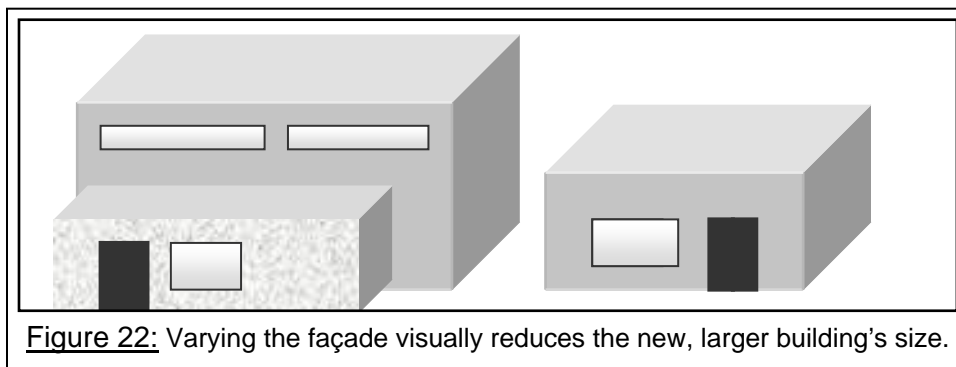 Figure 22: Varying the façade visually reduces the new, larger building's size.